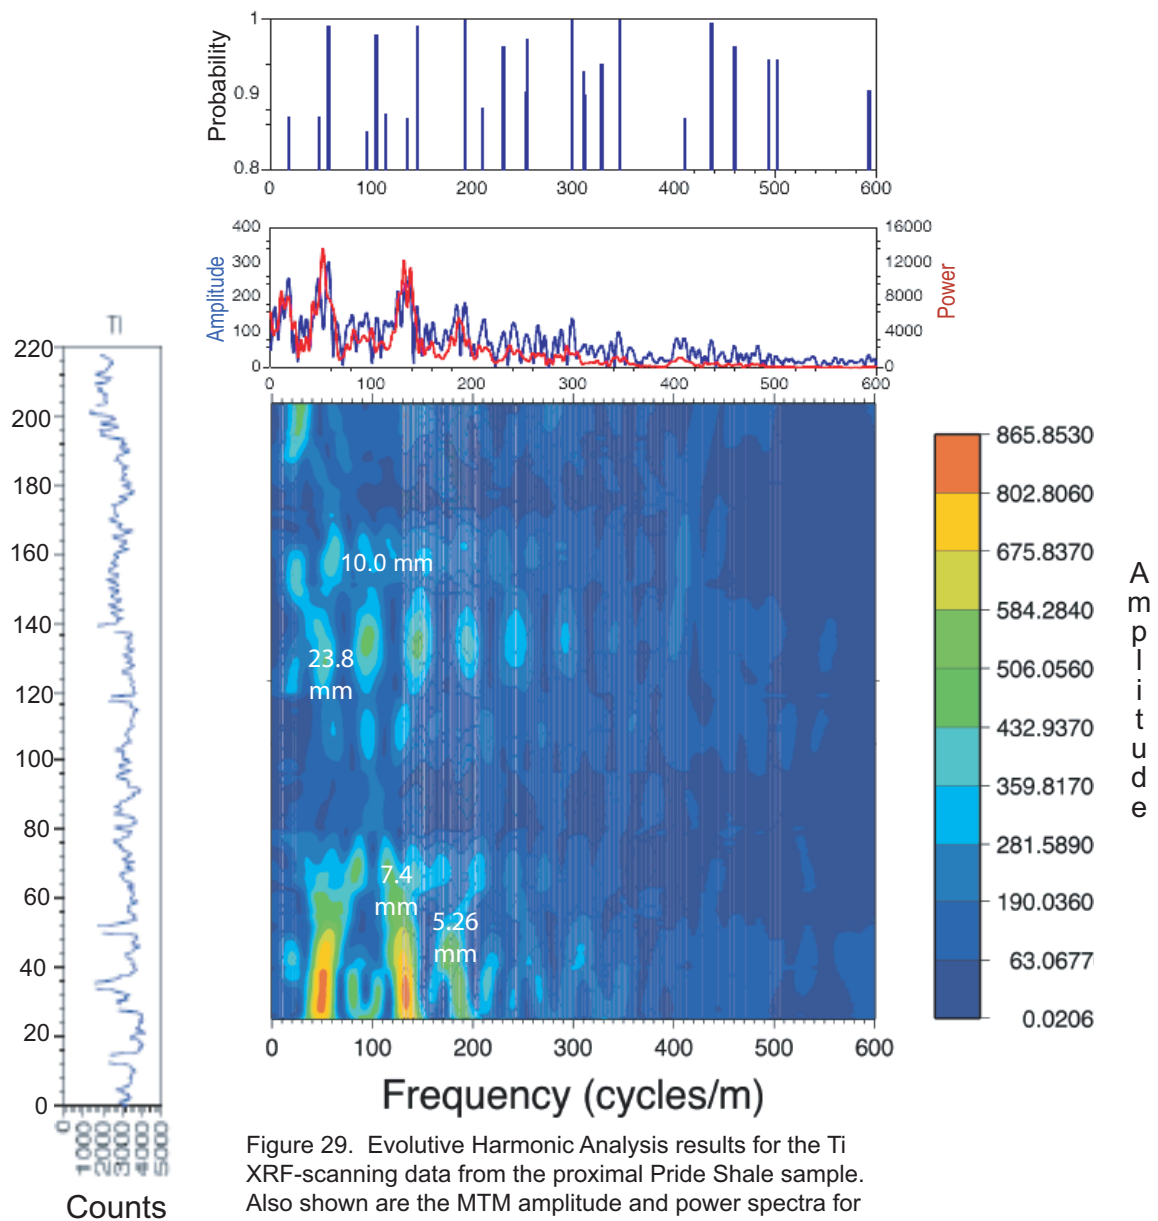 1
0.9
0.8
Probability
0 100 200 300 400 500 600
400
300
200
100
0
Amplitude
16000
12000
8000
4000
0
Power
0 100 200 300 400 500 600
Ti
220
200
180
160
140
120
100
80
60
40
20
0
0 1000 2000 3000 4000 5000
Counts
10.0 mm
23.8
mm
7.4
mm
5.26
mm
0 100 200 300 400 500 600
Frequency (cycles/m)
865.8530
802.8060
675.8370
584.2840
506.0560
432.9370
359.8170
281.5890
190.0360
63.0677
0.0206
Amplitude
Figure 29. Evolutive Harmonic Analysis results for the Ti
XRF-scanning data from the proximal Pride Shale sample.
Also shown are the MTM amplitude and power spectra for